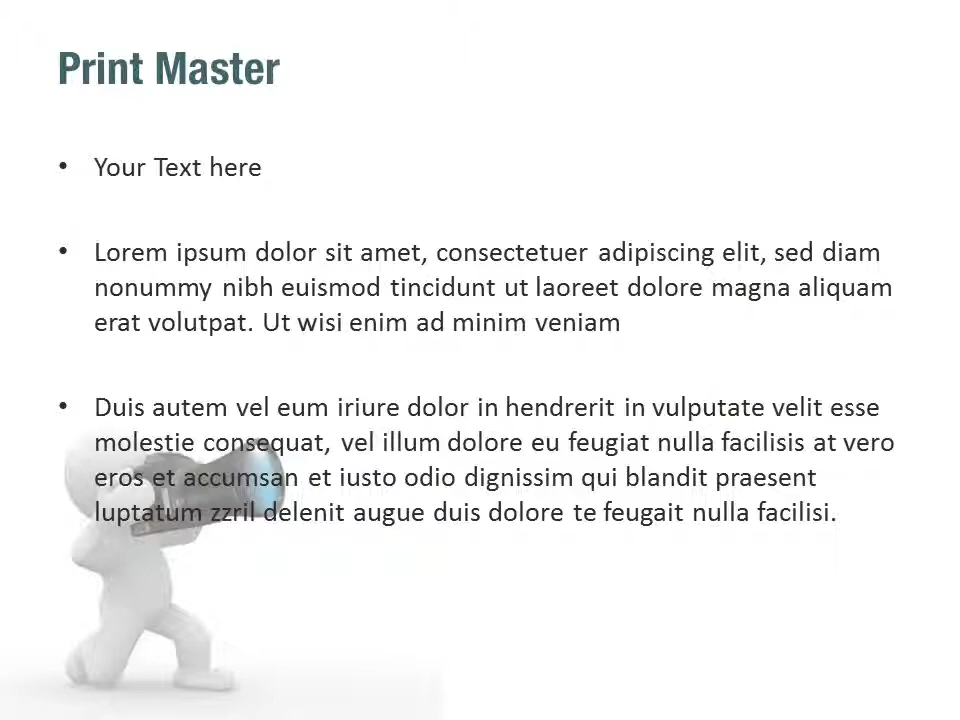 Print Master
• Your Text here
• Lorem ipsum dolor sit amet, consectetuer adipiscing elit, sed diam
nonummy nibh euismod tincidunt ut laoreet dolore magna aliquam
erat volutpat. Ut wisi enim ad minim veniam
• Duis autem vel eum iriure dolor in hendrerit in vulputate velit esse
molestie consequat, vel illum dolore eu feugiat nulla facilisis at vero
eros et accumsan et iusto odio dignissim qui blandit praesent
luptatum zzril delenit augue duis dolore te feugait nulla facilisi.